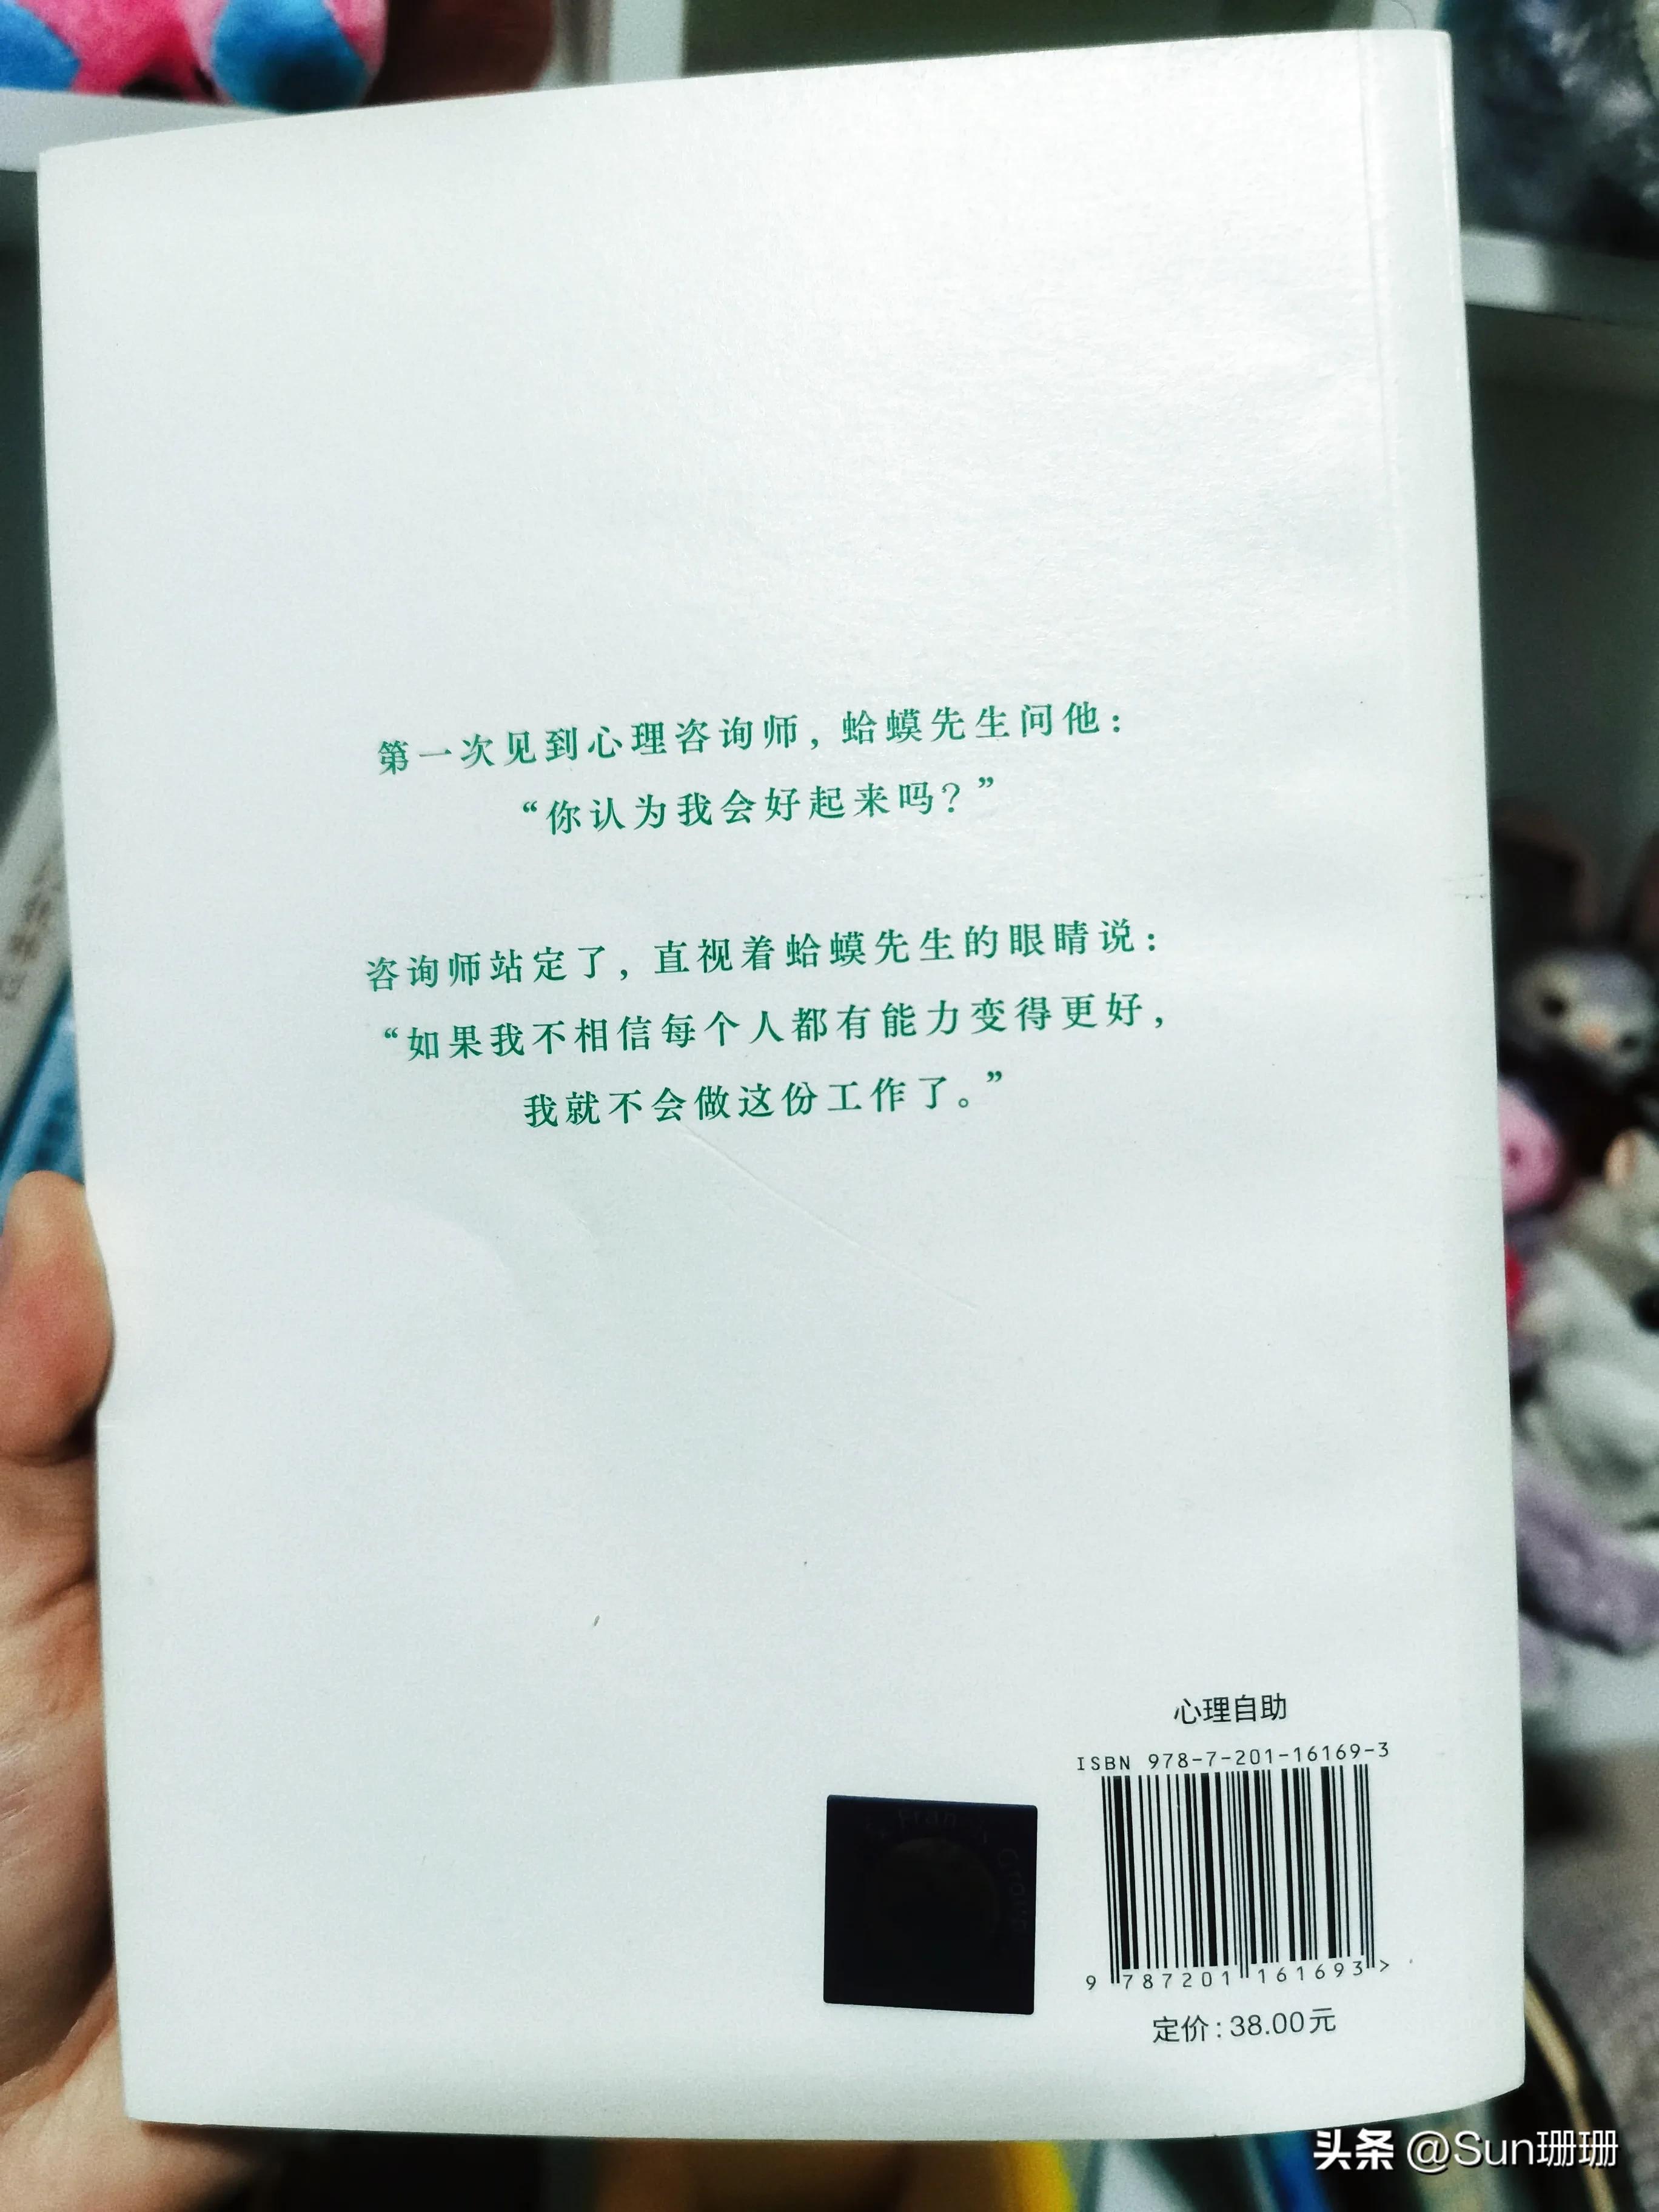 第一次见到心理咨询师，蛤蟆先生问他：
“你认为我会好起来吗？”
咨询师站定了，直视着蛤蟆先生的眼睛说：
“如果我不相信每个人都有能力变得更好，
我就不会做这份工作了。”
心理自助
ISBN 978-7-201-16169-3
9 787201 161693 >
定价：38.00元
头条 @Sun珊珊